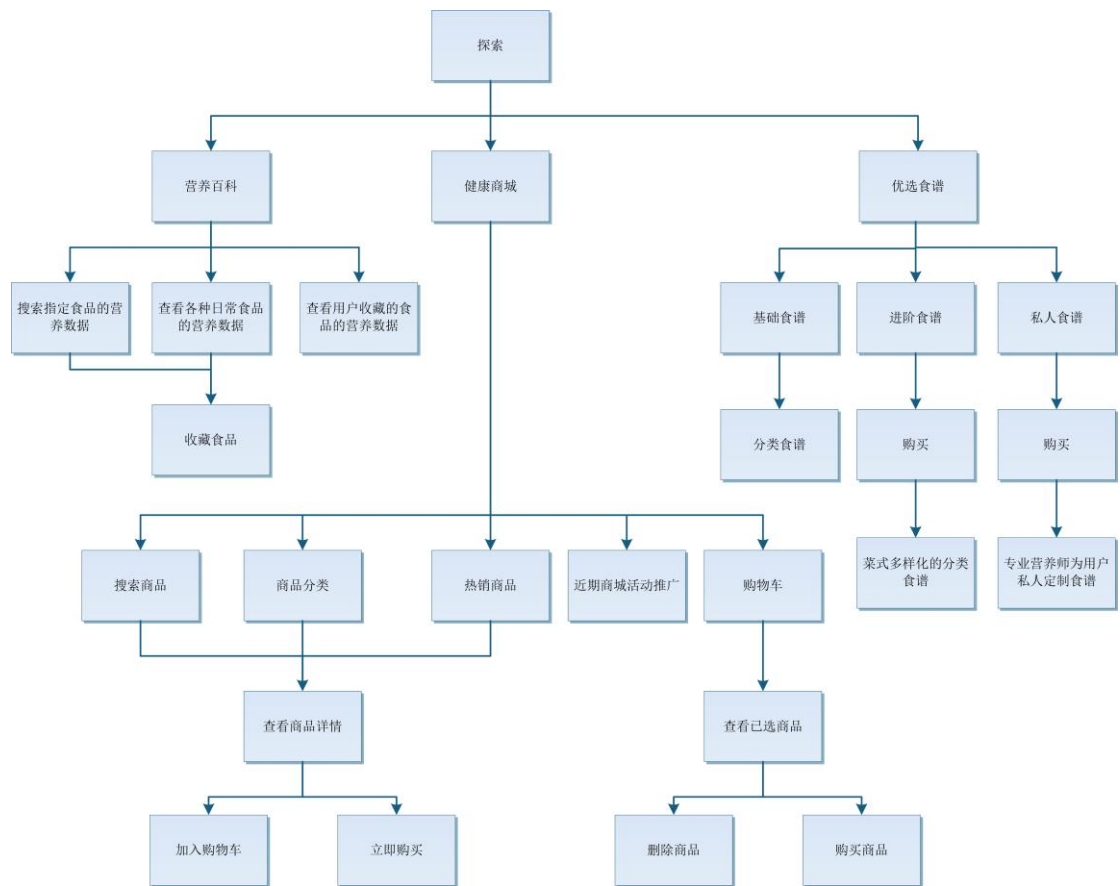 探索
营养百科
健康商城
优选食谱
搜索指定食品的营
养数据
查看各种日常食品
的营养数据
查看用户收藏的食
品的营养数据
基础食谱
进阶食谱
私人食谱
收藏食品
分类食谱
购买
购买
搜索商品
商品分类
热销商品
近期商城活动推广
购物车
菜式多样化的分类
食谱
专业营养师为用户
私人定制食谱
查看商品详情
查看已选商品
加入购物车
立即购买
删除商品
购买商品